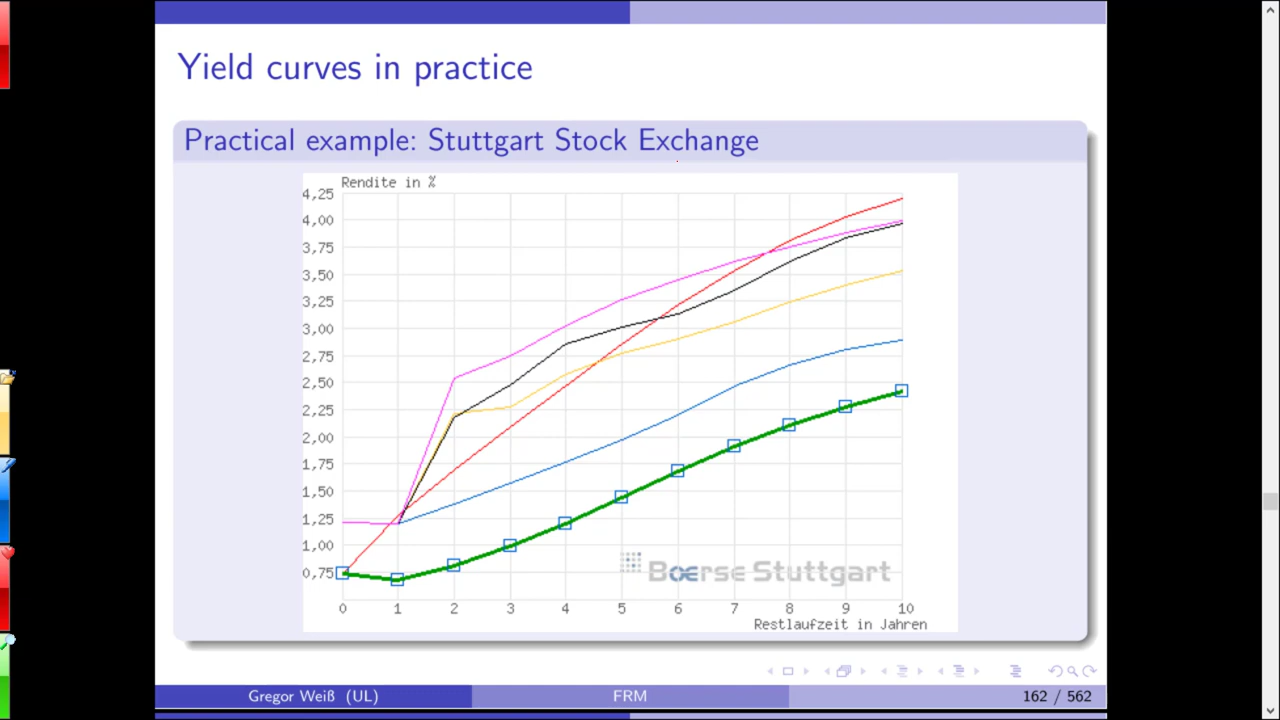 Yield curves in practice
Practical example: Stuttgart Stock Exchange
Rendite in %
4,25
4,00
3,75
3,50
3,25
3,00
2,75
2,50
2,25
2,00
1,75
1,50
1,25
1,00
0,75
Boerse Stuttgart
0 1 2 3 4 5 6 7 8 9 10
Restlaufzeit in Jahren
Gregor Weiß (UL) FRM 162 / 562